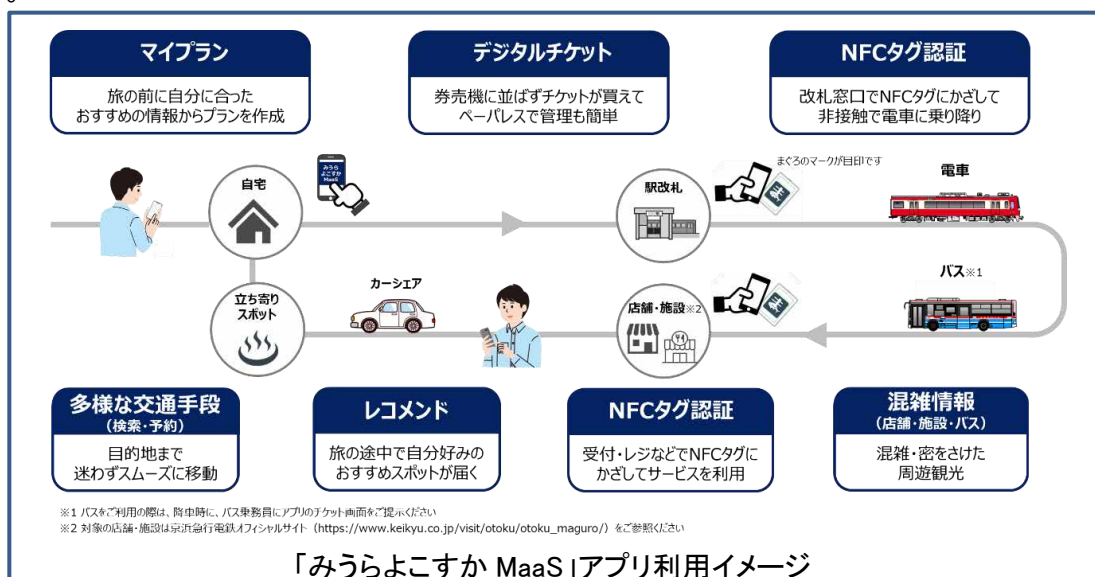 。
マイプラン
旅の前に自分に合った
おすすめの情報からプランを作成
デジタルチケット
券売機に並ばずチケットが買えて
ペーパレスで管理も簡単
NFCタグ認証
改札窓口でNFCタグにかざして
非接触で電車に乗り降り
自宅
みうら
よこすか
MaaS
駅改札
まぐろのマークが目印です
電車
バス※1
店舗・施設※2
カーシェア
立ち寄り
スポット
多様な交通手段
(検索・予約)
目的地まで
迷わずスムーズに移動
レコメンド
旅の途中で自分好みの
おすすめスポットが届く
NFCタグ認証
受付・レジなどでNFCタグに
かざしてサービスを利用
混雑情報
(店舗・施設・バス)
混雑・密をさけた
周遊観光
※1 バスをご利用の際は、降車時に、バス乗務員にアプリのチケット画面をご提示ください
※2 対象の店舗・施設は京浜急行電鉄オフィシャルサイト(https://www.keikyu.co.jp/visit/otoku/otoku_maguro/)をご参照ください
「みうらよこすか MaaS」アプリ利用イメージ